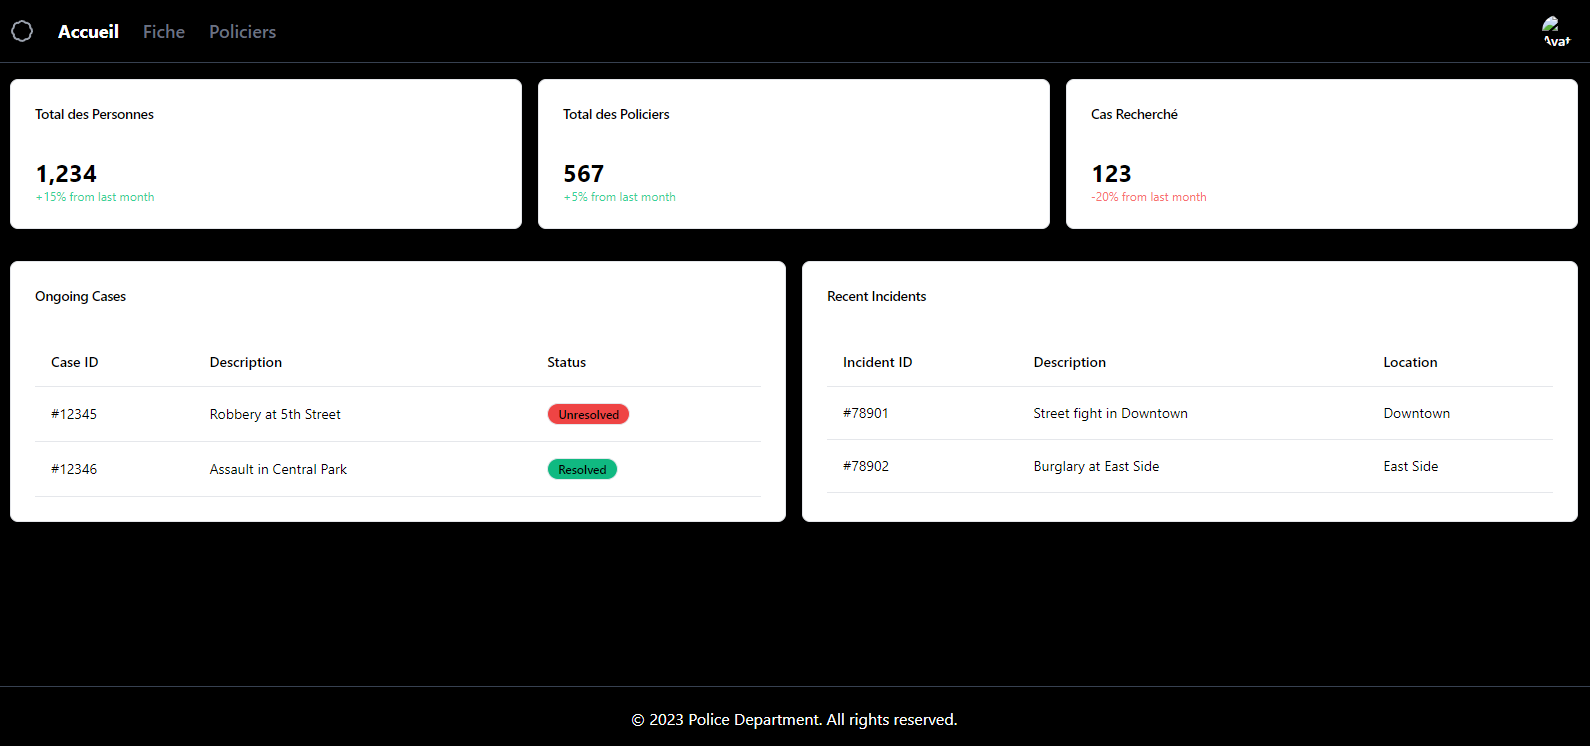 Accueil Fiche Policiers
Avat
Total des Personnes
1,234
+15% from last month
Total des Policiers
567
+5% from last month
Cas Recherché
123
-20% from last month
Ongoing Cases
Case ID Description Status
#12345 Robbery at 5th Street Unresolved
#12346 Assault in Central Park Resolved
Recent Incidents
Incident ID Description Location
#78901 Street fight in Downtown Downtown
#78902 Burglary at East Side East Side
© 2023 Police Department. All rights reserved.